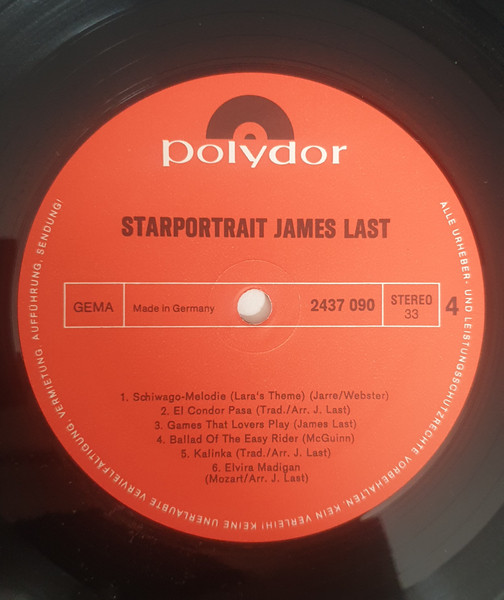 polydor
STARPORTRAIT JAMES LAST
GEMA
Made in Germany
2437 090
STEREO
33
4
1. Schiwago-Melodie (Lara's Theme) (Jarre/Webster)
2. El Condor Pasa (Trad./Arr. J. Last)
3. Games That Lovers Play (James Last)
4. Ballad Of The Easy Rider (McGuinn)
5. Kalinka (Trad./Arr. J. Last)
6. Elvira Madigan
(Mozart/Arr. J. Last)
ALLE URHEBER- UND LEISTUNGSSCHUTZRECHTE VORBEHALTEN. KEIN VERLEIH! KEINE UNERLAUBTE VERVIELFÄLTIGUNG, VERMIETUNG, AUFFÜHRUNG, SENDUNG!